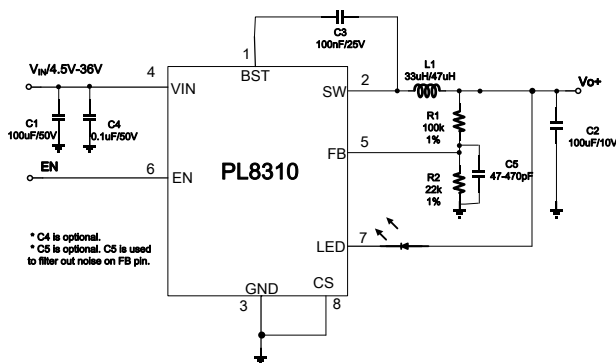 C3
100nF/25V
1
BST
VIN/4.5V-36V
4
VIN
SW
2
L1
33uH/47uH
Vo+
C1
100uF/50V
C4
0.1uF/50V
R1
100k
1%
C2
100uF/10V
FB
5
EN
6
EN
PL8310
R2
22k
1%
C5
47-470pF
* C4 is optional.
* C5 is optional. C5 is used
to filter out noise on FB pin.
LED
7
GND
3
CS
8